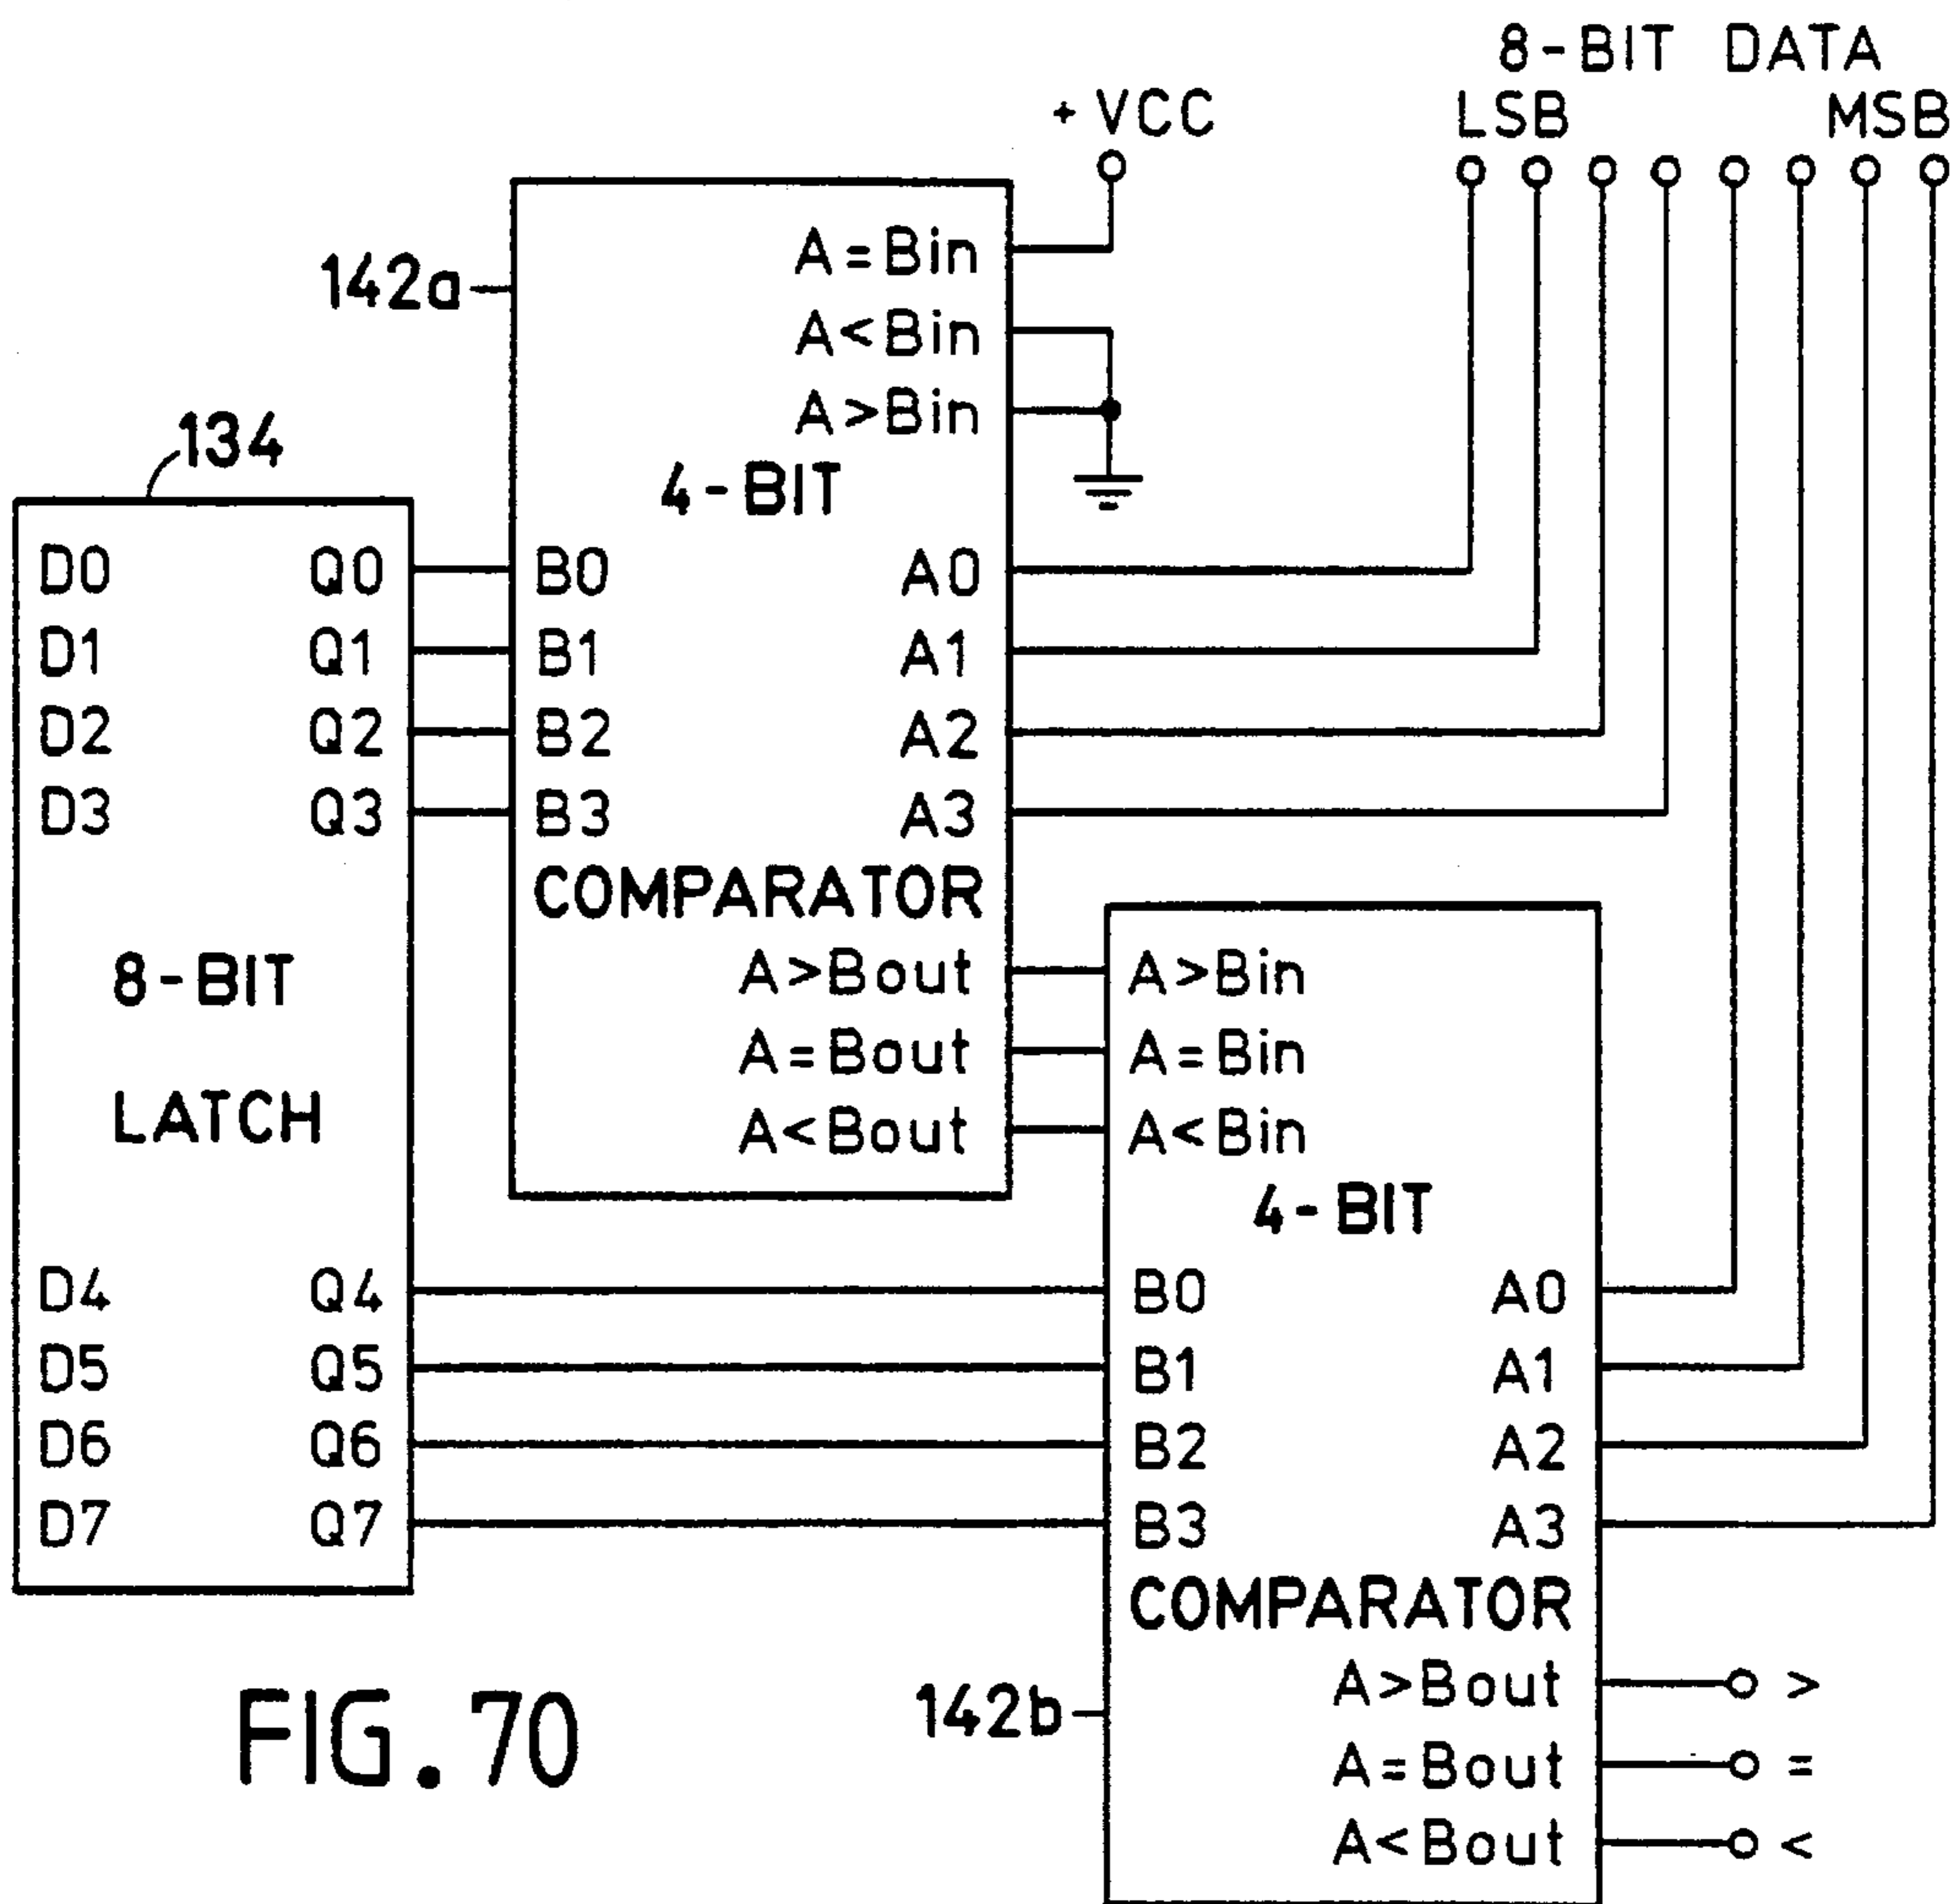 8-BIT DATA
+VCC LSB MSB
142a
A=Bin
A<Bin
A>Bin
134
4-BIT
D0 Q0 B0 A0
D1 Q1 B1 A1
D2 Q2 B2 A2
D3 Q3 B3 A3
COMPARATOR
8-BIT
LATCH
A>Bout A>Bin
A=Bout A=Bin
A<Bout A<Bin
4-BIT
D4 Q4 B0 A0
D5 Q5 B1 A1
D6 Q6 B2 A2
D7 Q7 B3 A3
COMPARATOR
142b
A>Bout >
A=Bout =
A<Bout <
FIG. 70